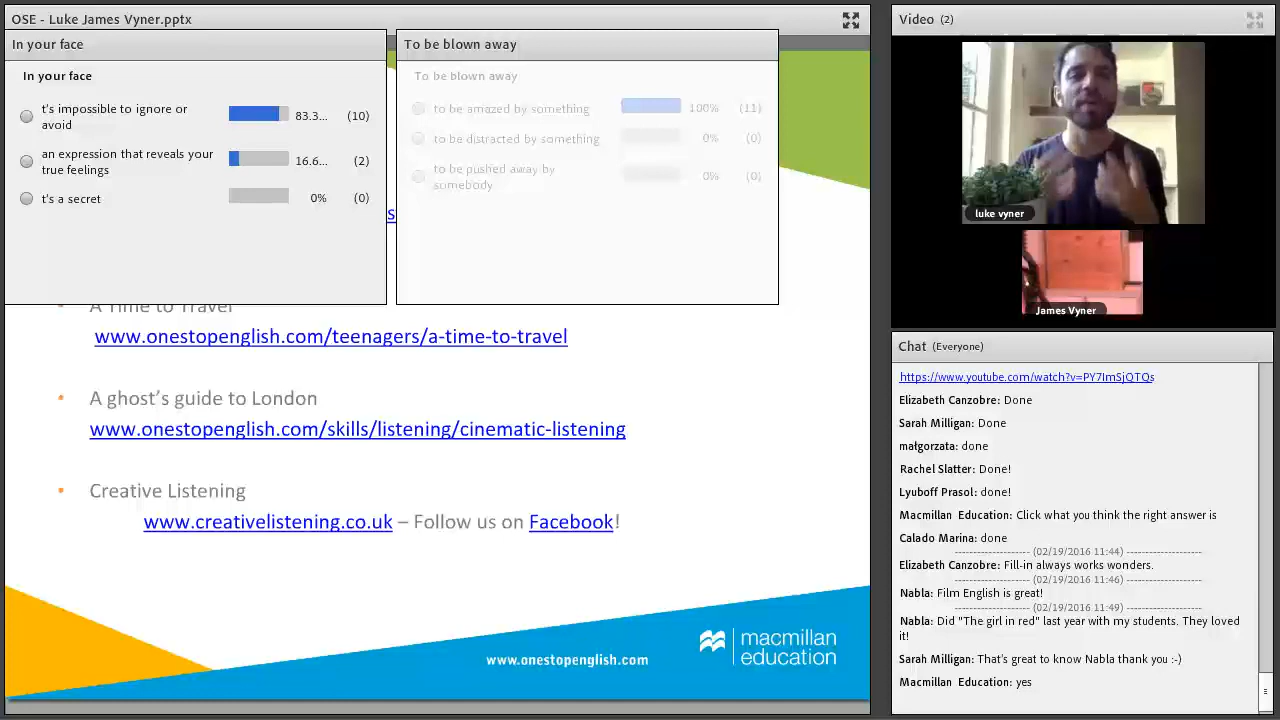 OSE - Luke James Vyner.pptx
In your face
In your face
t's impossible to ignore or
avoid
83.3...
(10)
an expression that reveals your
true feelings
16.6...
(2)
t's a secret
0%
(0)
To be blown away
To be blown away
to be amazed by something
100%
(11)
to be distracted by something
0%
(0)
to be pushed away by
somebody
0%
(0)
s
• A Time to Travel
www.onestopenglish.com/teenagers/a-time-to-travel
• A ghost's guide to London
www.onestopenglish.com/skills/listening/cinematic-listening
• Creative Listening
www.creativelistening.co.uk – Follow us on Facebook!
www.onestopenglish.com
macmillan
education
Video (2)
luke vyner
James Vyner
Chat (Everyone)
https://www.youtube.com/watch?v=PY7ImSjQTQs
Elizabeth Canzobre: Done
Sarah Milligan: Done
małgorzata: done
Rachel Slatter: Done!
Lyuboff Prasol: done!
Macmillan Education: Click what you think the right answer is
Calado Marina: done
-------------------- (02/19/2016 11:44) --------------------
Elizabeth Canzobre: Fill-in always works wonders.
-------------------- (02/19/2016 11:46) --------------------
Nabla: Film English is great!
-------------------- (02/19/2016 11:49) --------------------
Nabla: Did "The girl in red" last year with my students. They loved
it!
Sarah Milligan: That's great to know Nabla thank you :-)
Macmillan Education: yes